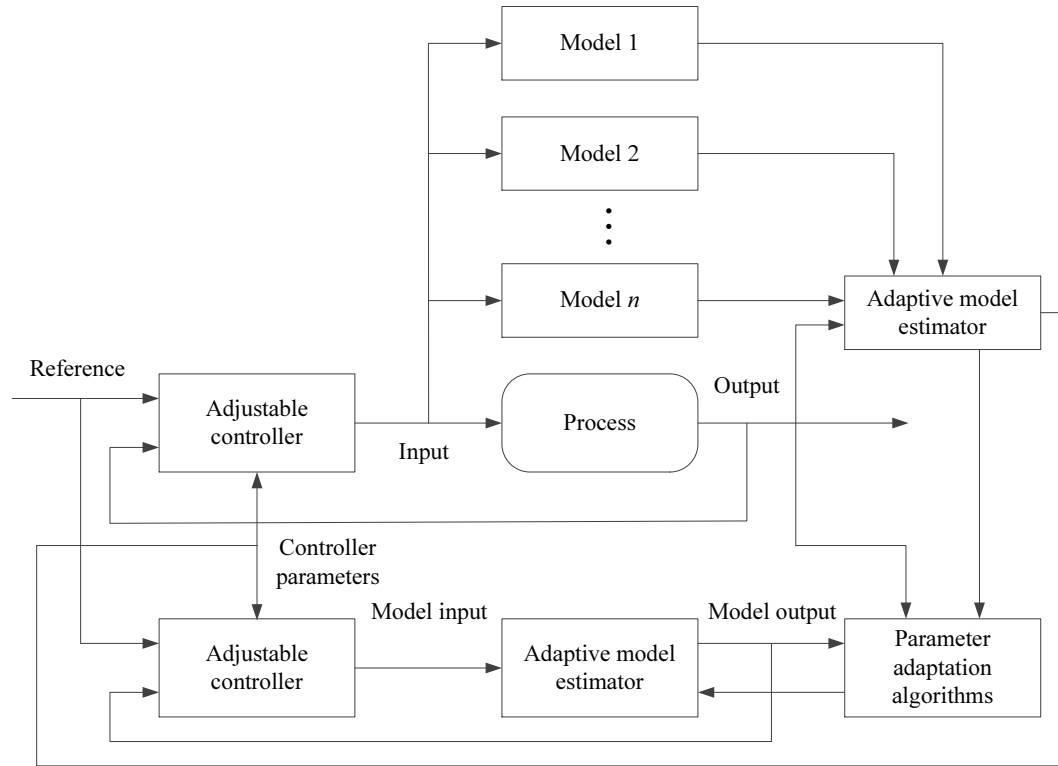 Model 1
Model 2
Model n
Adaptive model
estimator
Reference
Adjustable
controller
Input
Process
Output
Controller
parameters
Model input
Model output
Adjustable
controller
Adaptive model
estimator
Parameter
adaptation
algorithms